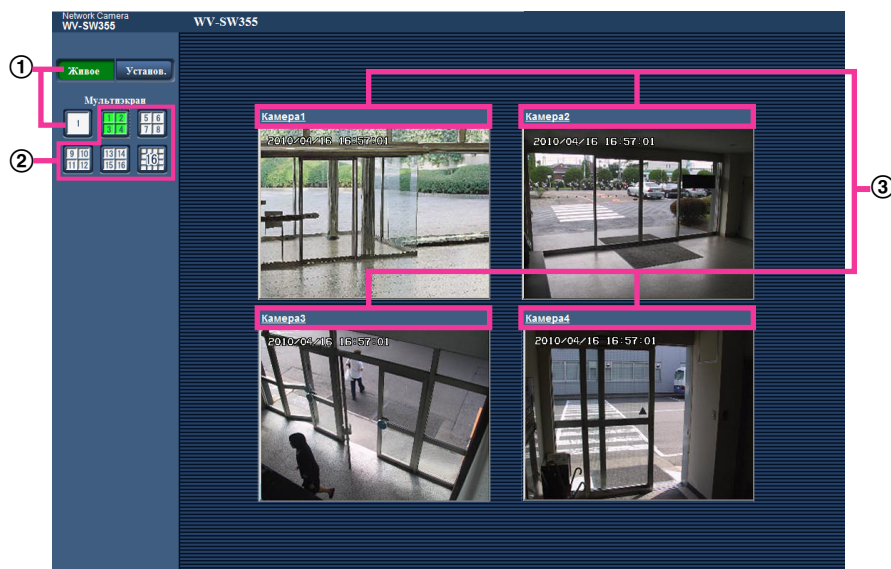 Network Camera
WV-SW355
WV-SW355
①
Живое Установ.
Мультиэкран
1
1 2
3 4
5 6
7 8
②
9 10
11 12
13 14
15 16
16
③
Камера1
2010/04/16 16:57:01
Камера2
2010/04/16 16:57:01
Камера3
2010/04/16 16:57:01
Камера4
2010/04/16 16:57:01